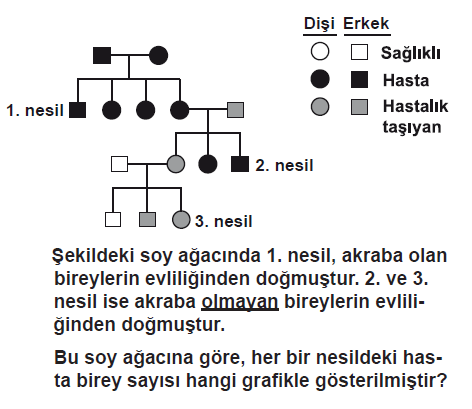 Dişi Erkek
Sağlıklı
Hasta
Hastalık
taşıyan
1. nesil
2. nesil
3. nesil
Şekildeki soy ağacında 1. nesil, akraba olan
bireylerin evliliğinden doğmuştur. 2. ve 3.
nesil ise akraba olmayan bireylerin evlili-
ğinden doğmuştur.
Bu soy ağacına göre, her bir nesildeki has-
ta birey sayısı hangi grafikle gösterilmiştir?